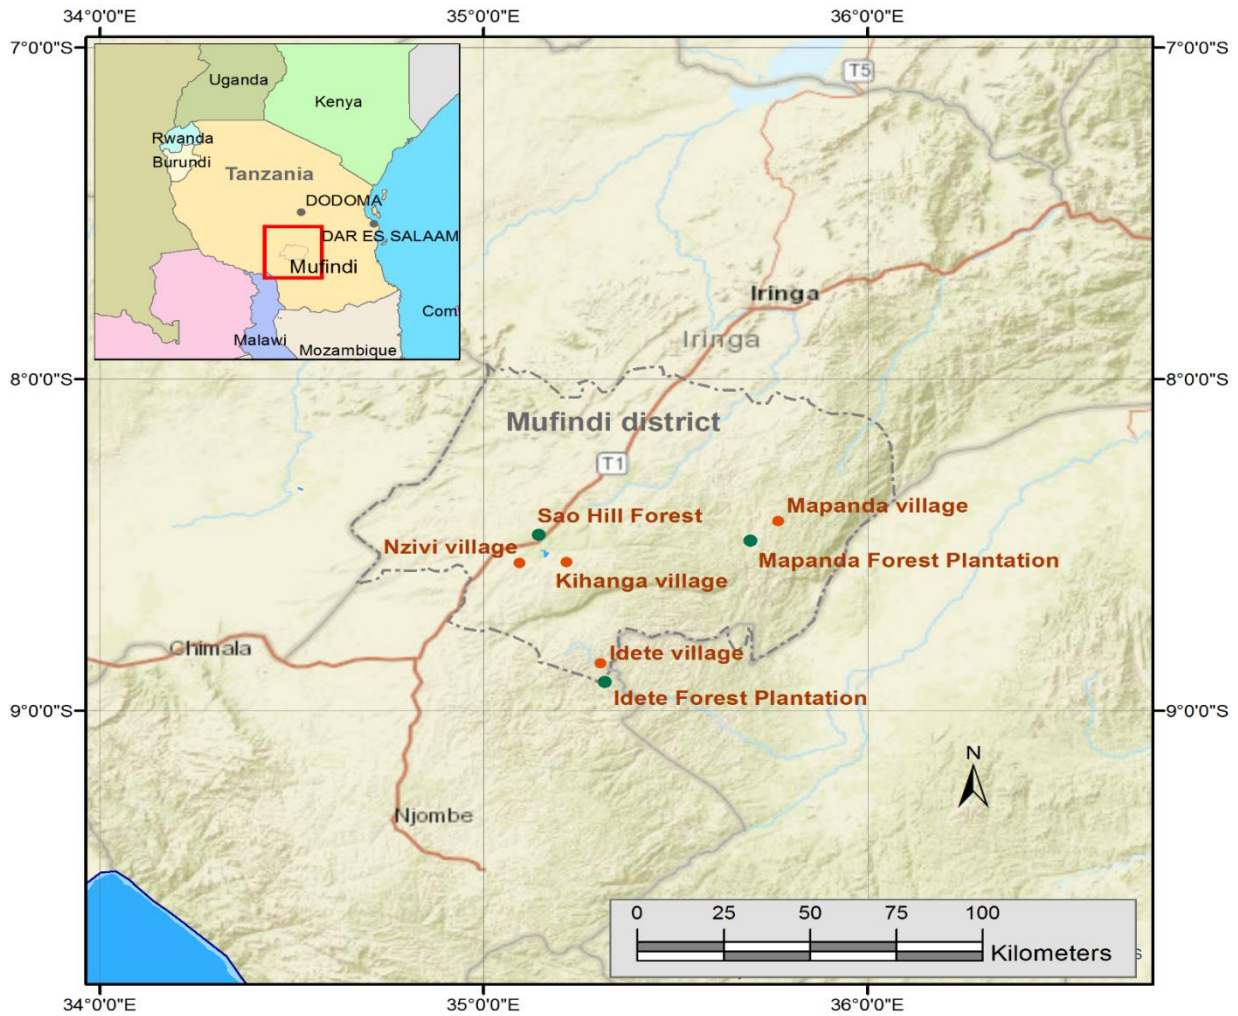 34°0'0"E
35°0'0"E
36°0'0"E
7°0'0"S
7°0'0"S
Uganda
Kenya
Rwanda
Burundi
Tanzania
DODOMA
DAR ES SALAAM
Mufindi
Malawi
Mozambique
Com
T5
Iringa
Iringa
8°0'0"S
8°0'0"S
Mufindi district
T1
Mapanda village
Sao Hill Forest
Nzivi village
Mapanda Forest Plantation
Kihanga village
Chimala
Idete village
Idete Forest Plantation
9°0'0"S
9°0'0"S
N
Njombe
0 25 50 75 100
Kilometers
34°0'0"E
35°0'0"E
36°0'0"E